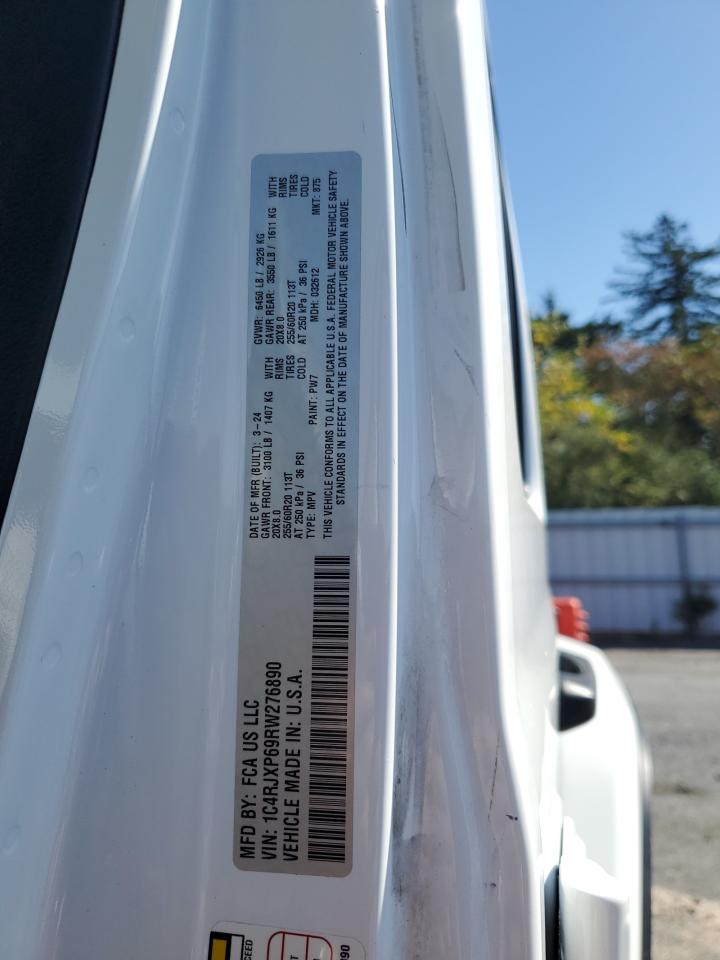 MFD BY: FCA US LLC
VIN: 1C4RJXP69RW276890
VEHICLE MADE IN: U.S.A.
DATE OF MFR (BUILT): 3-24
GAWR FRONT: 3100 LB / 1407 KG WITH
20X8.0 RIMS
255/60R20 113T TIRES
AT 250 kPa / 36 PSI COLD
TYPE: MPV PAINT: PW7
GVWR: 6450 LB / 2926 KG
GAWR REAR: 3550 LB / 1611 KG WITH
20X8.0 RIMS
255/60R20 113T TIRES
AT 250 kPa / 36 PSI COLD
MDH: 032612 MKT: 875
THIS VEHICLE CONFORMS TO ALL APPLICABLE U.S.A. FEDERAL MOTOR VEHICLE SAFETY
STANDARDS IN EFFECT ON THE DATE OF MANUFACTURE SHOWN ABOVE.